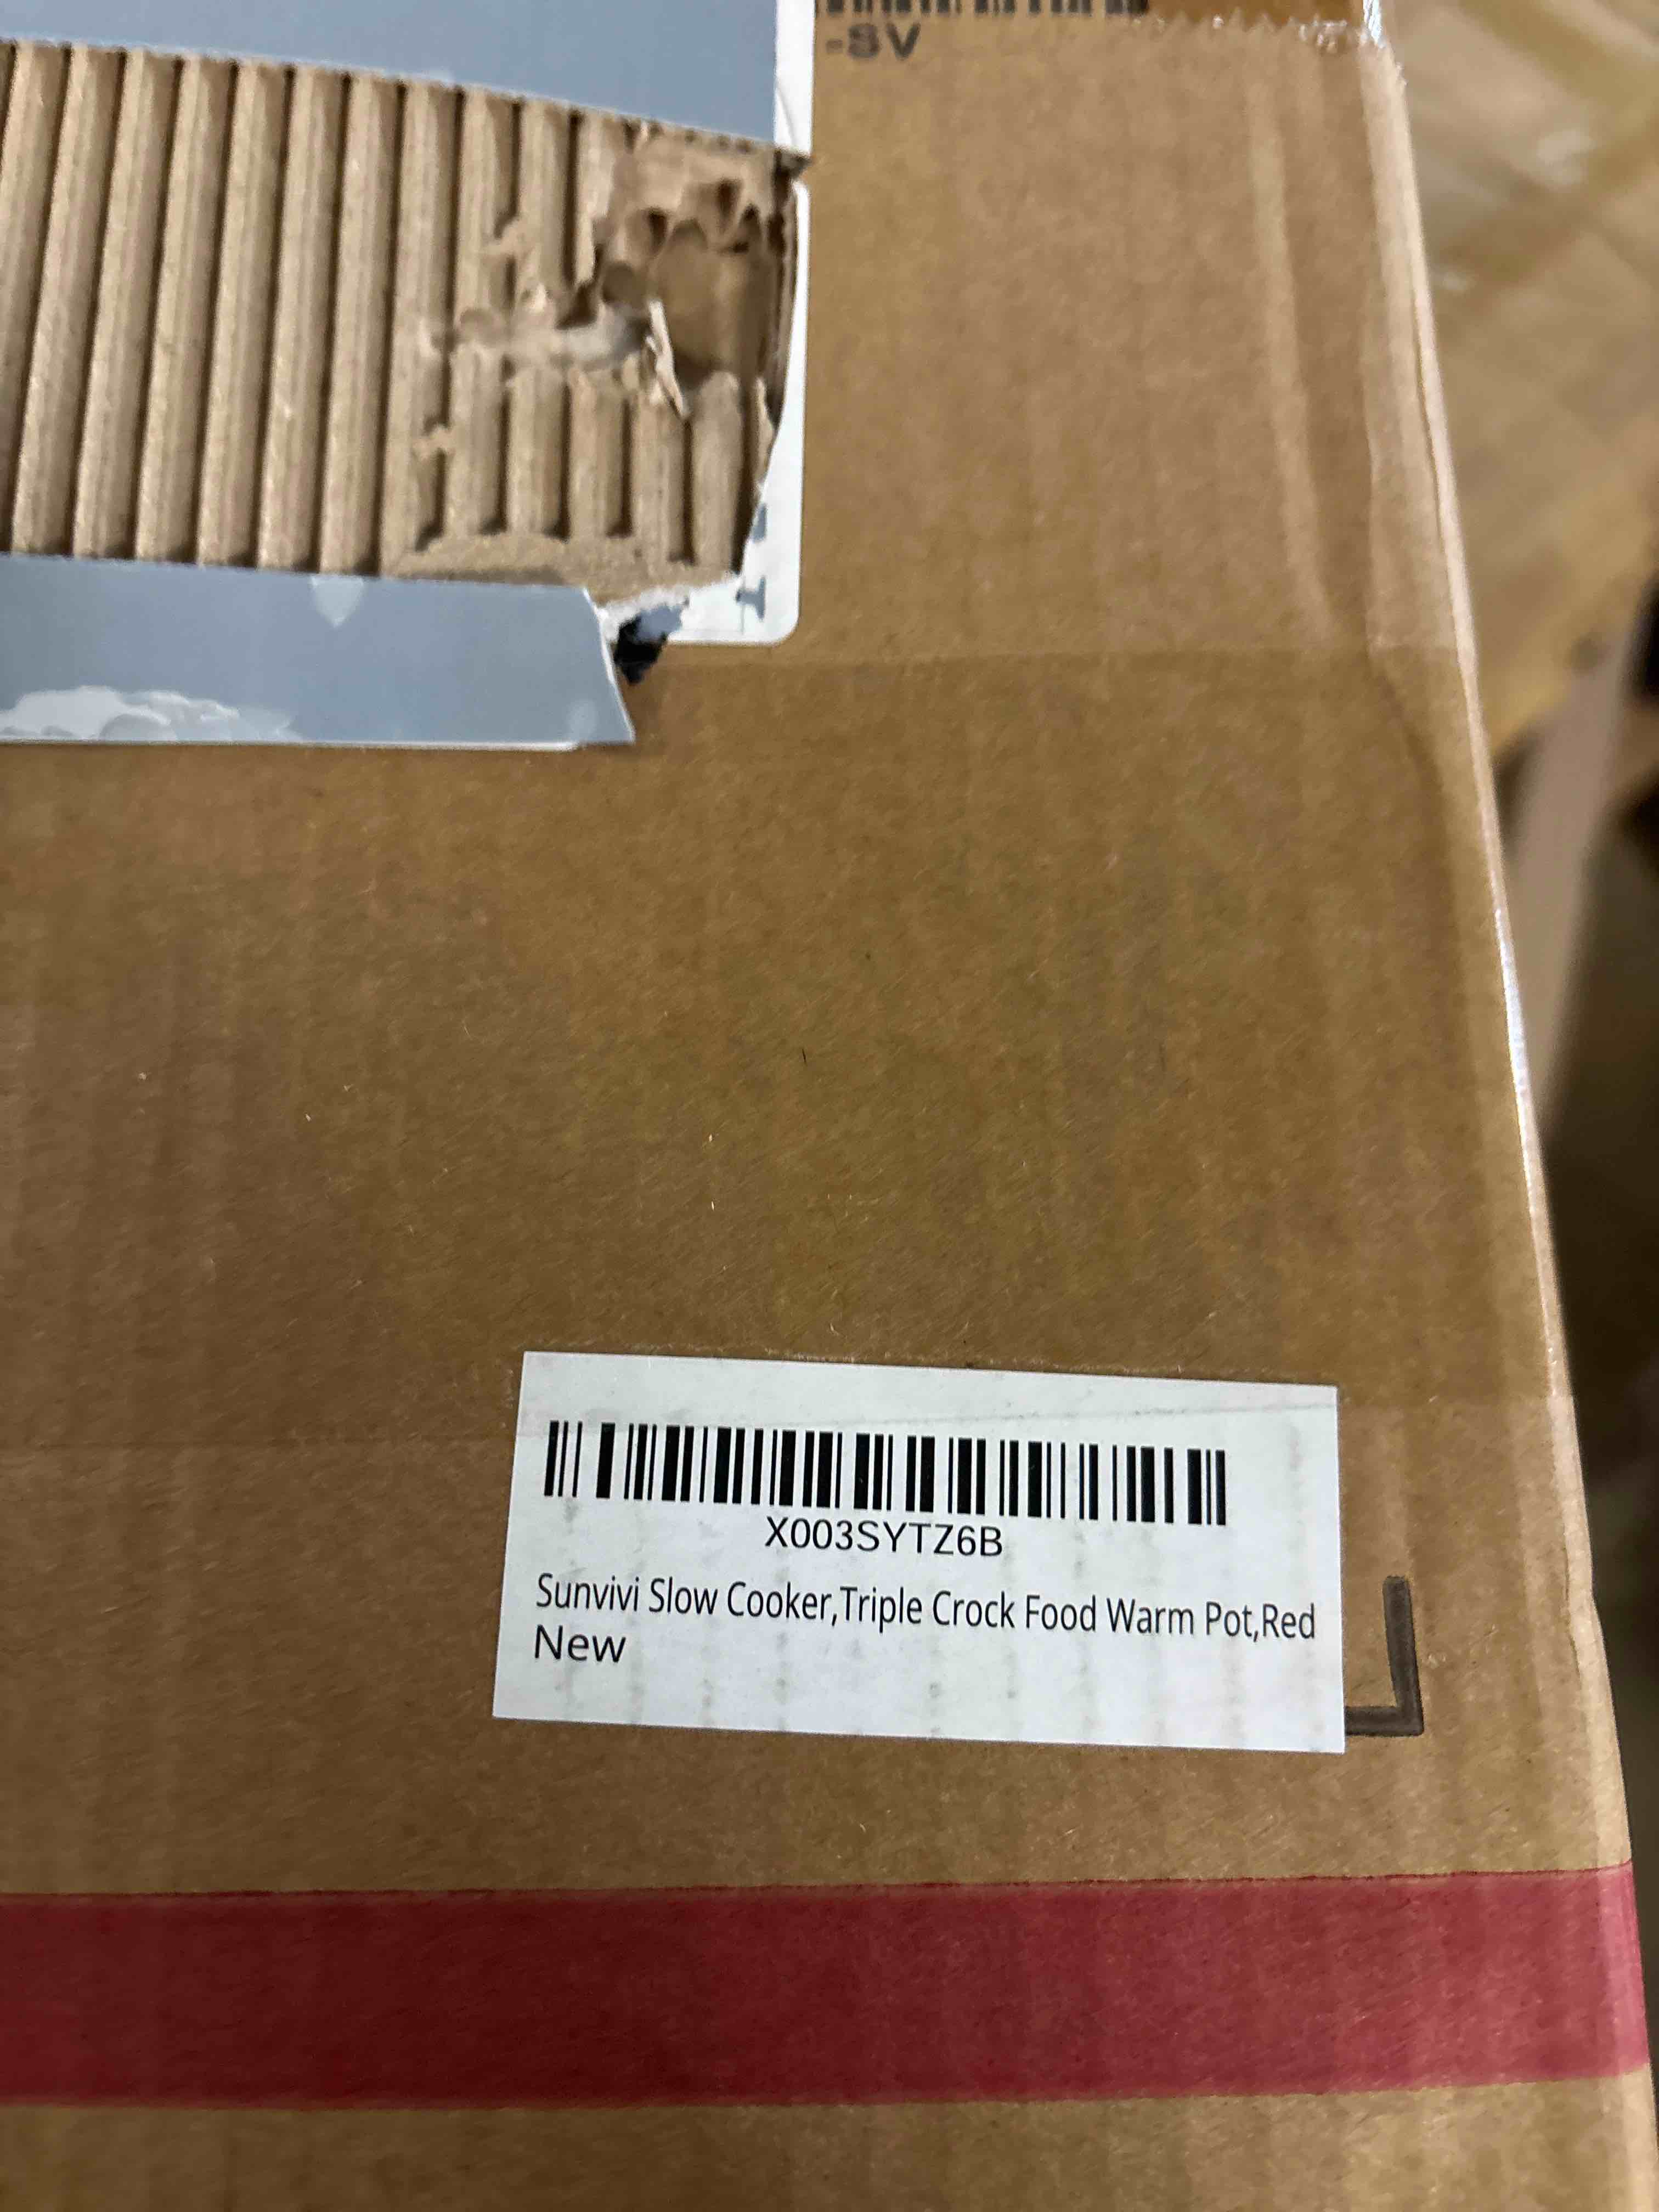 -SV
X003SYTZ6B
Sunvivi Slow Cooker,Triple Crock Food Warm Pot,Red
New